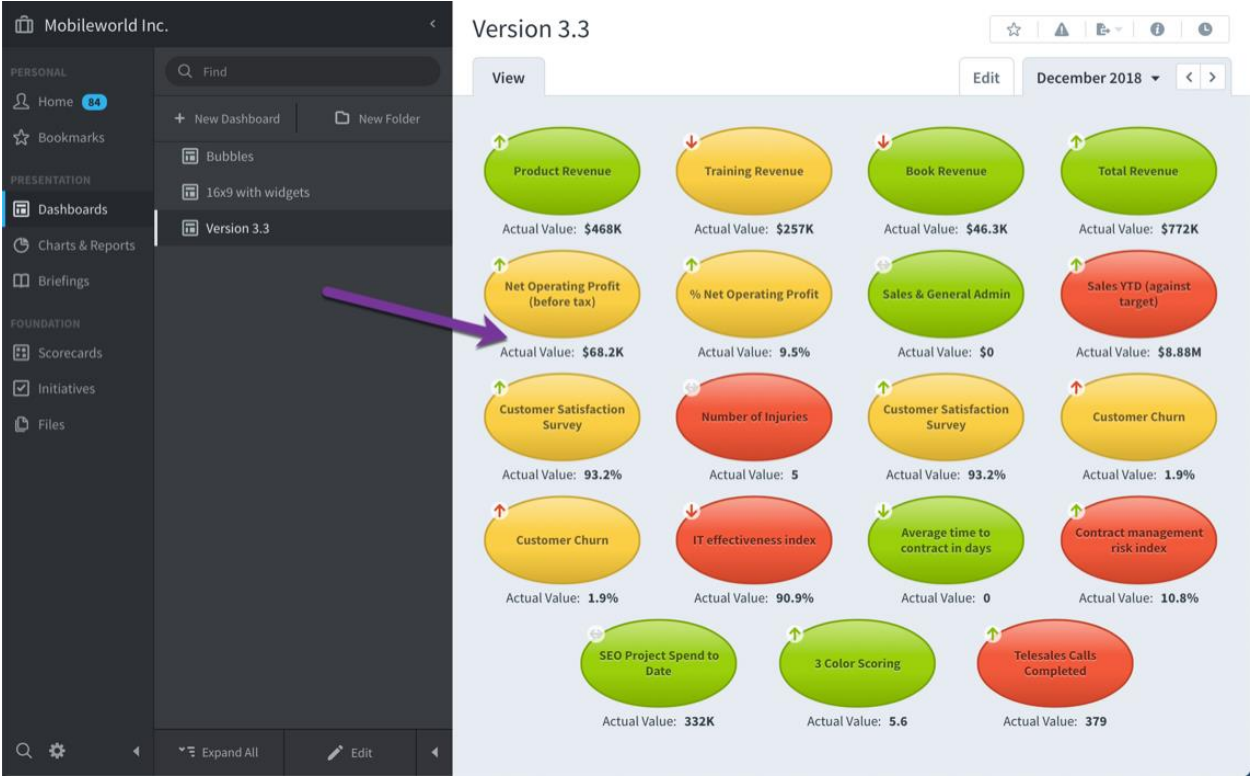 Mobileworld Inc.
PERSONAL
Home 84
Bookmarks
PRESENTATION
Dashboards
Charts & Reports
Briefings
FOUNDATION
Scorecards
Initiatives
Files
Find
+ New Dashboard
New Folder
Bubbles
16x9 with widgets
Version 3.3
Expand All
Edit
Version 3.3
View
Edit
December 2018
Product Revenue
Actual Value: $468K
Training Revenue
Actual Value: $257K
Book Revenue
Actual Value: $46.3K
Total Revenue
Actual Value: $772K
Net Operating Profit
(before tax)
Actual Value: $68.2K
% Net Operating Profit
Actual Value: 9.5%
Sales & General Admin
Actual Value: $0
Sales YTD (against
target)
Actual Value: $8.88M
Customer Satisfaction
Survey
Actual Value: 93.2%
Number of Injuries
Actual Value: 5
Customer Satisfaction
Survey
Actual Value: 93.2%
Customer Churn
Actual Value: 1.9%
Customer Churn
Actual Value: 1.9%
IT effectiveness index
Actual Value: 90.9%
Average time to
contract in days
Actual Value: 0
Contract management
risk index
Actual Value: 10.8%
SEO Project Spend to
Date
Actual Value: 332K
3 Color Scoring
Actual Value: 5.6
Telesales Calls
Completed
Actual Value: 379